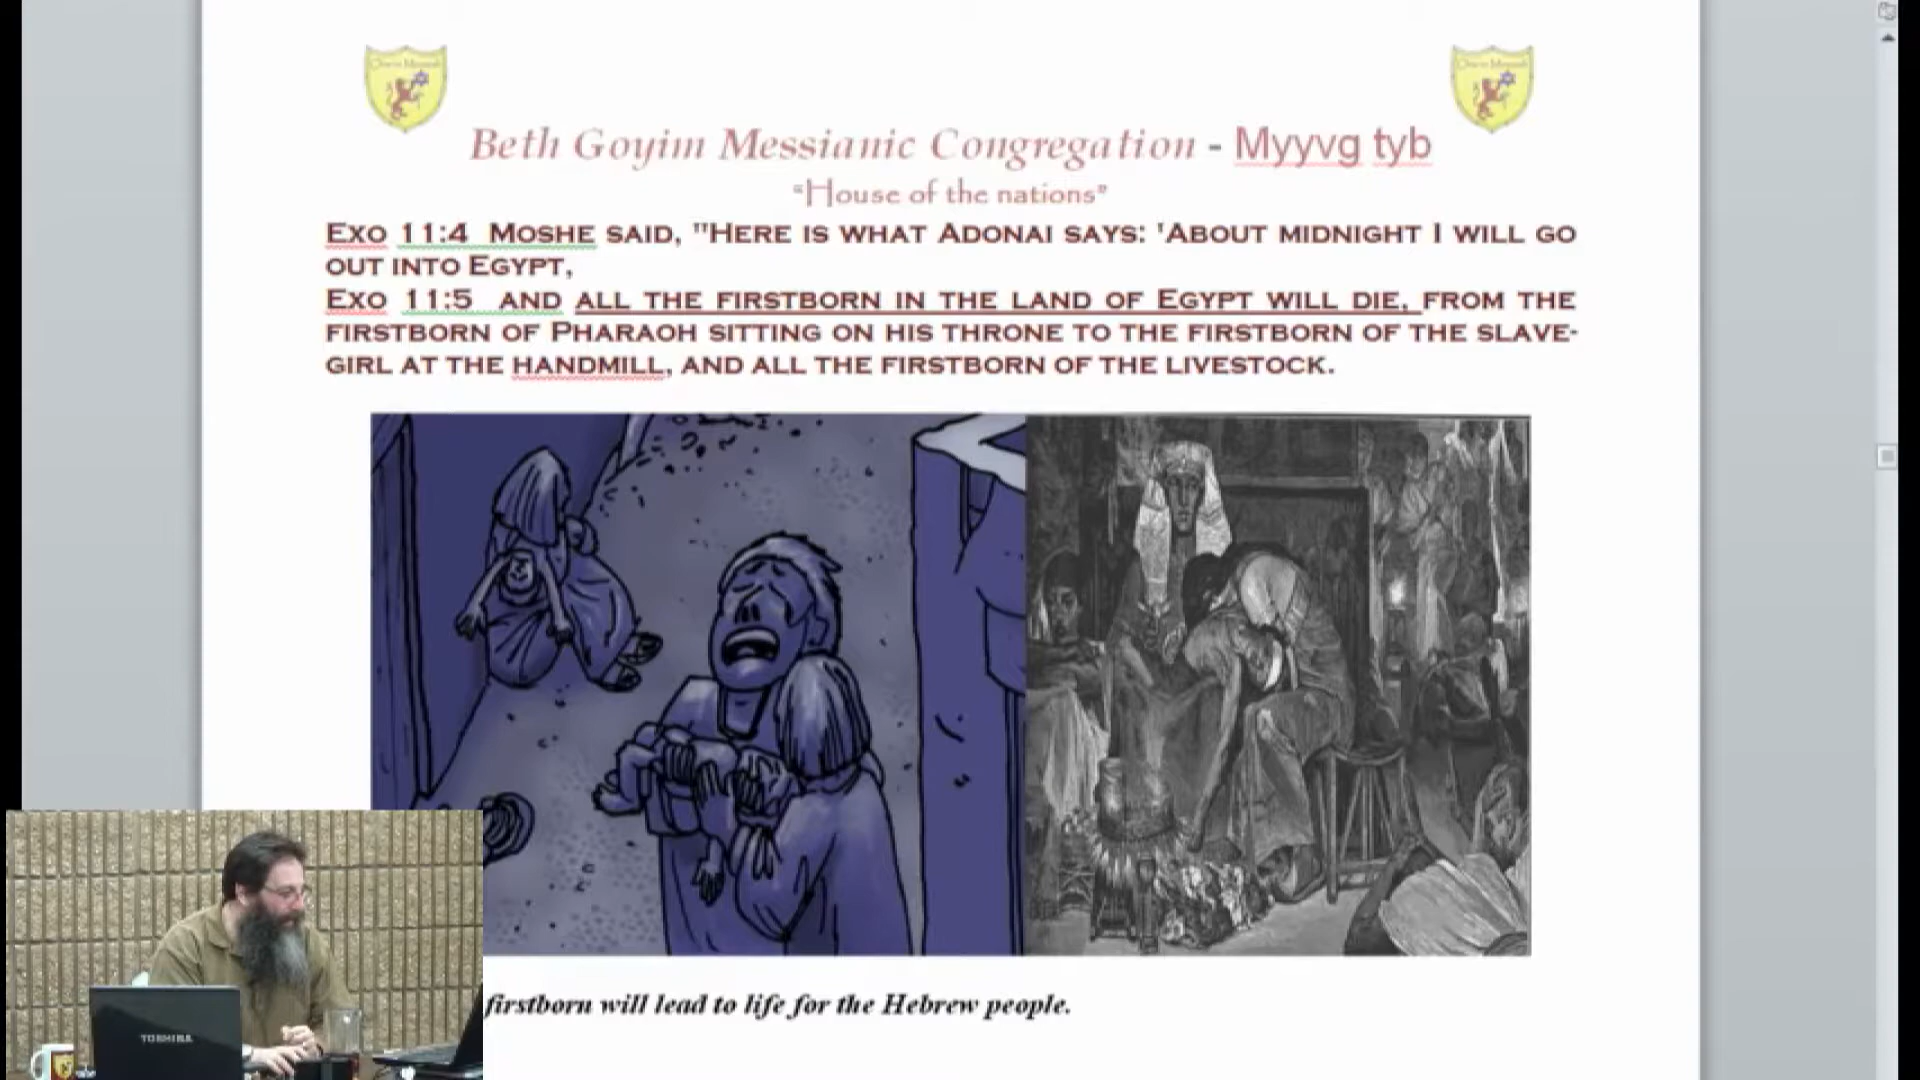 Beth Goyim Messianic Congregation - Myyvg tyb
"House of the nations"
Exo 11:4 Moshe said, "Here is what Adonai says: 'About midnight I will go
out into Egypt,
Exo 11:5 and all the firstborn in the land of Egypt will die, from the
firstborn of Pharaoh sitting on his throne to the firstborn of the slave-
girl at the handmill, and all the firstborn of the livestock.
firstborn will lead to life for the Hebrew people.
TOSHIBA